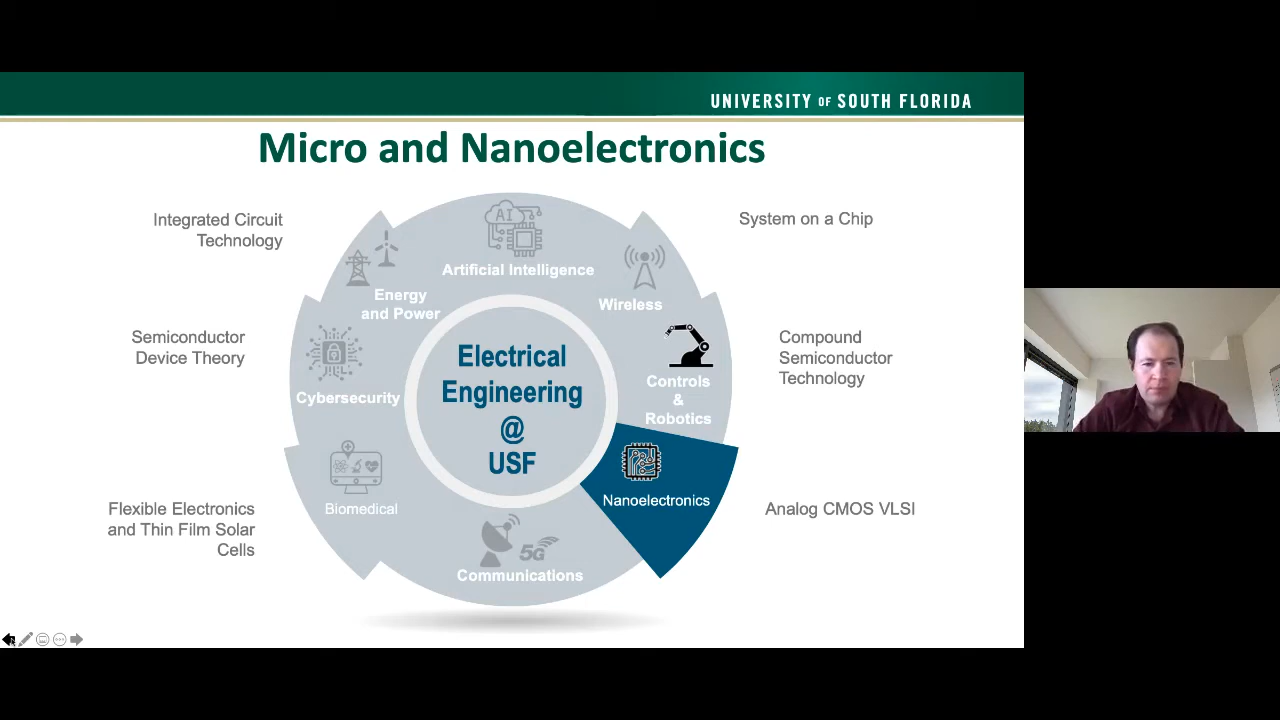 UNIVERSITY OF SOUTH FLORIDA
Micro and Nanoelectronics
Integrated Circuit
Technology
System on a Chip
AI
Artificial Intelligence
Energy
and Power
Wireless
Semiconductor
Device Theory
Compound
Semiconductor
Technology
Cybersecurity
Electrical
Engineering
@
USF
Controls
&
Robotics
Biomedical
Nanoelectronics
Flexible Electronics
and Thin Film Solar
Cells
Analog CMOS VLSI
5G
Communications